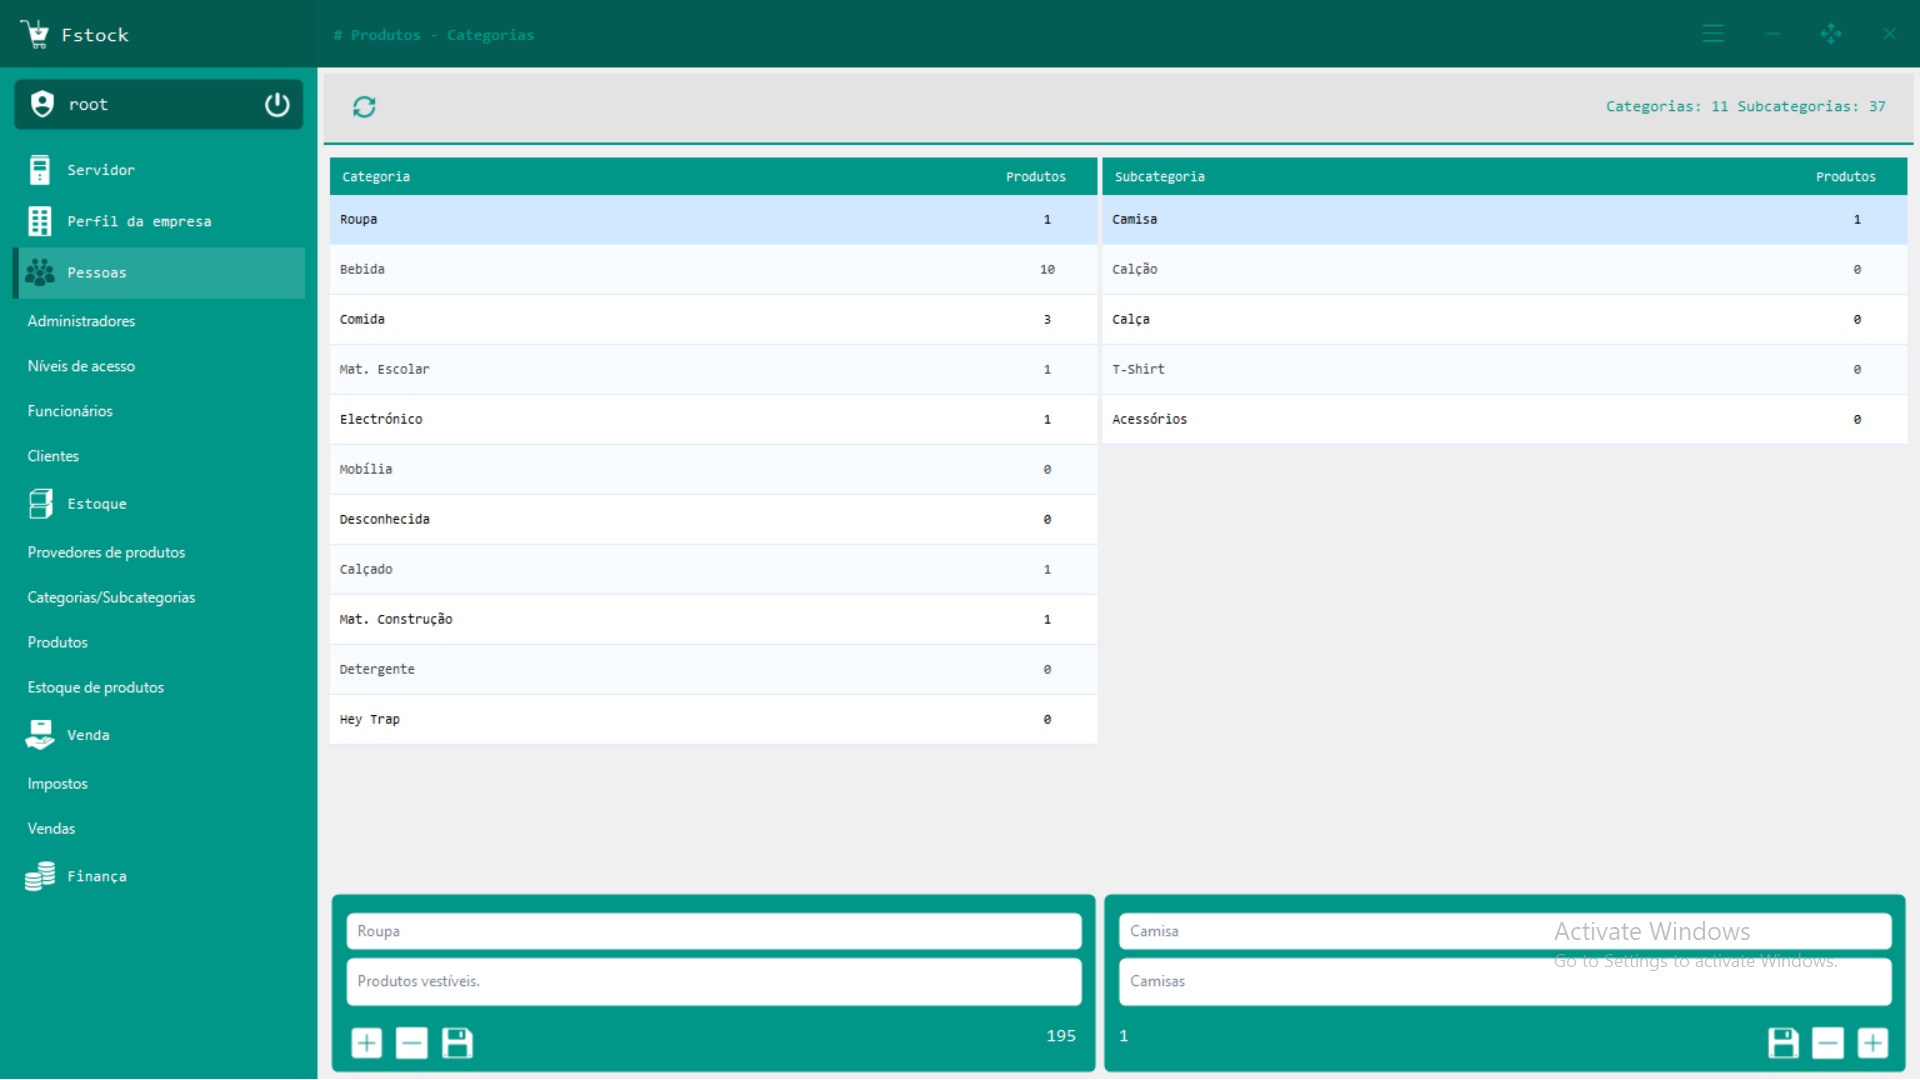 Fstock
# Produtos - Categorias
root
Categorias: 11 Subcategorias: 37
Servidor
Perfil da empresa
Pessoas
Administradores
Níveis de acesso
Funcionários
Clientes
Estoque
Provedores de produtos
Categorias/Subcategorias
Produtos
Estoque de produtos
Venda
Impostos
Vendas
Finança
Categoria Produtos
Roupa 1
Bebida 10
Comida 3
Mat. Escolar 1
Electrónico 1
Mobília 0
Desconhecida 0
Calçado 1
Mat. Construção 1
Detergente 0
Hey Trap 0
Subcategoria Produtos
Camisa 1
Calção 0
Calça 0
T-Shirt 0
Acessórios 0
Roupa
Produtos vestíveis.
195
Camisa
Camisas
1
Activate Windows
Go to Settings to activate Windows.